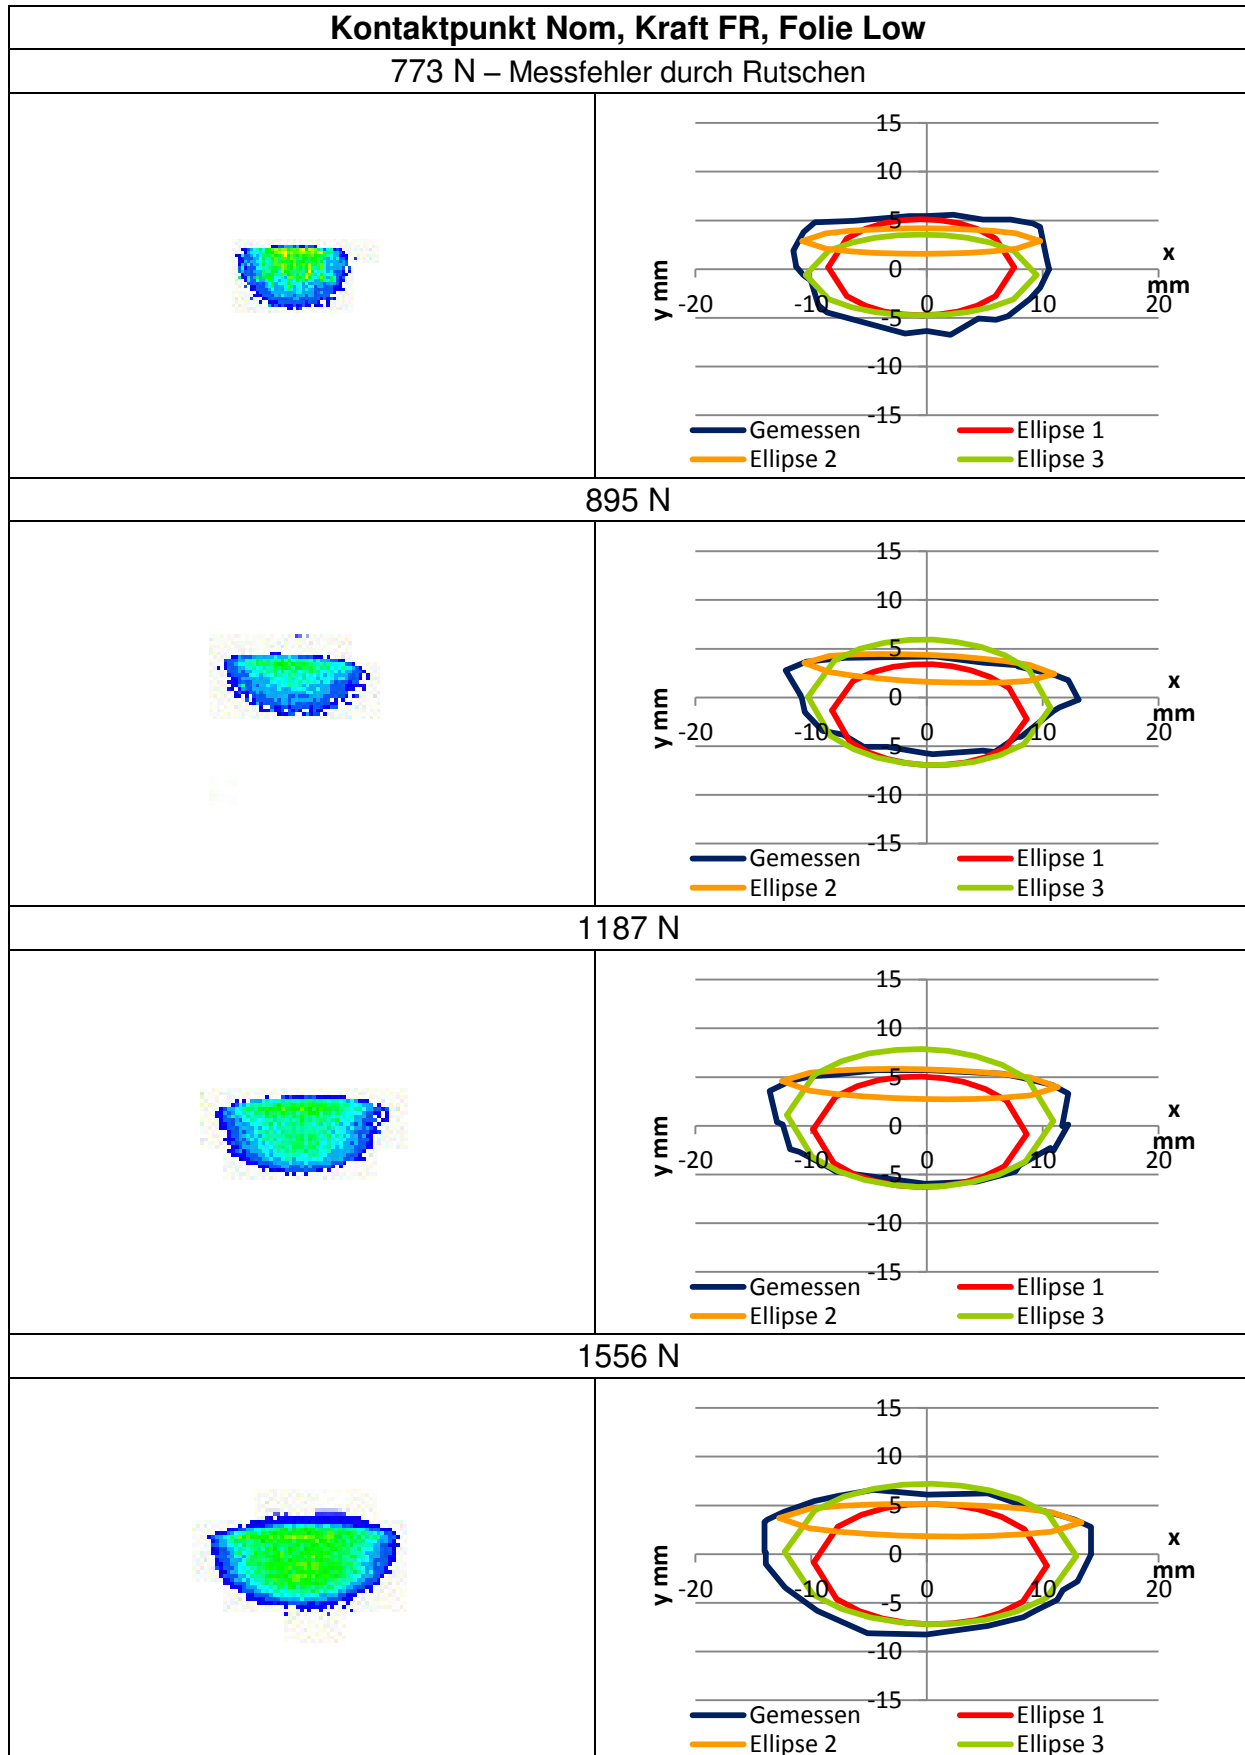 Kontaktpunkt Nom, Kraft FR, Folie Low
773 N – Messfehler durch Rutschen
15
10
5
0
-5
-10
-15
-20
-10
0
10
20
x
mm
y mm
Gemessen
Ellipse 1
Ellipse 2
Ellipse 3
895 N
15
10
5
0
-5
-10
-15
-20
-10
0
10
20
x
mm
y mm
Gemessen
Ellipse 1
Ellipse 2
Ellipse 3
1187 N
15
10
5
0
-5
-10
-15
-20
-10
0
10
20
x
mm
y mm
Gemessen
Ellipse 1
Ellipse 2
Ellipse 3
1556 N
15
10
5
0
-5
-10
-15
-20
-10
0
10
20
x
mm
y mm
Gemessen
Ellipse 1
Ellipse 2
Ellipse 3